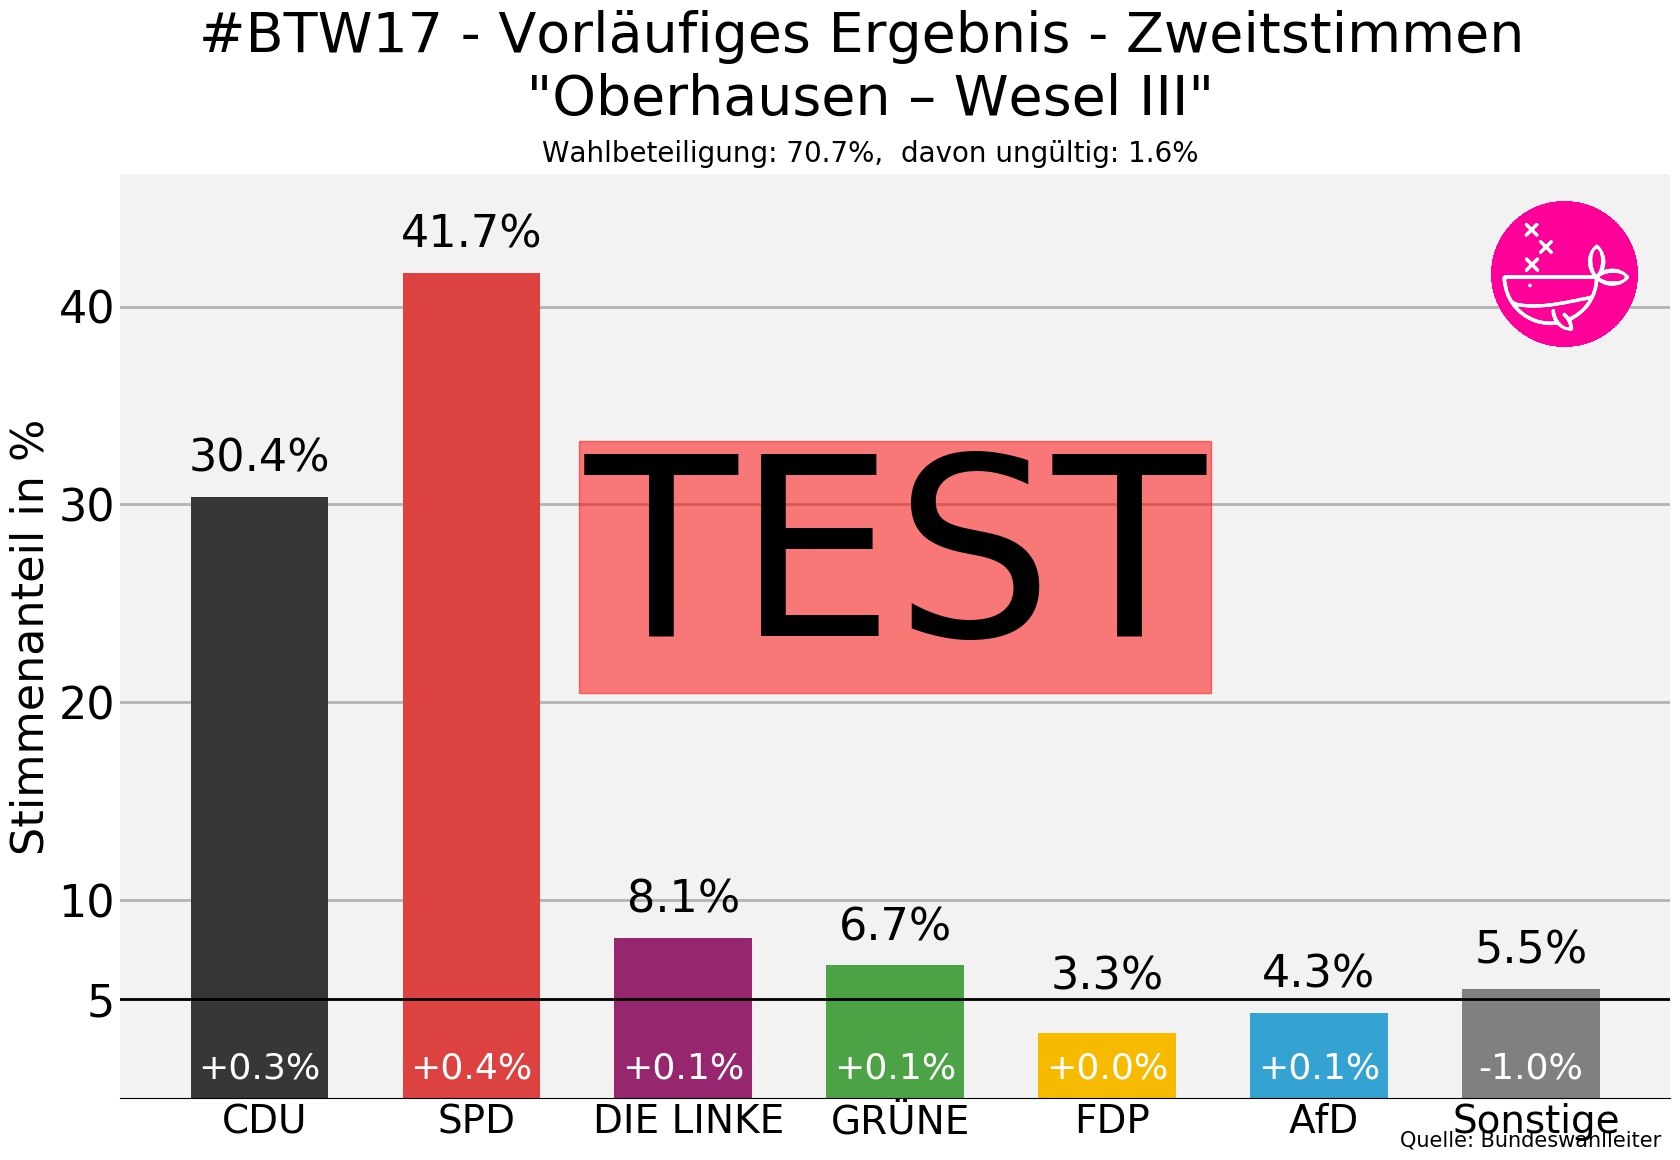 #BTW17 - Vorläufiges Ergebnis - Zweitstimmen
"Oberhausen – Wesel III"
Wahlbeteiligung: 70.7%,  davon ungültig: 1.6%
Stimmenanteil in %
40
30
20
10
5
30.4%
41.7%
8.1%
6.7%
3.3%
4.3%
5.5%
TEST
+0.3%
+0.4%
+0.1%
+0.1%
+0.0%
+0.1%
-1.0%
CDU
SPD
DIE LINKE
GRÜNE
FDP
AfD
Sonstige
Quelle: Bundeswahlleiter